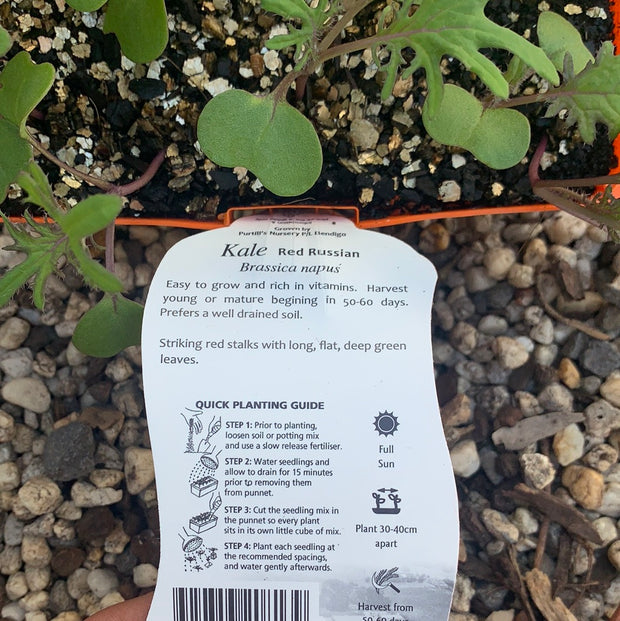 Grown by
Purtill's Nursery P/L Bendigo
Kale Red Russian
Brassica napus
Easy to grow and rich in vitamins. Harvest
young or mature begining in 50-60 days.
Prefers a well drained soil.
Striking red stalks with long, flat, deep green
leaves.
QUICK PLANTING GUIDE
STEP 1: Prior to planting,
loosen soil or potting mix
and use a slow release fertiliser.
STEP 2: Water seedlings and
allow to drain for 15 minutes
prior to removing them
from punnet.
STEP 3: Cut the seedling mix in
the punnet so every plant
sits in its own little cube of mix.
STEP 4: Plant each seedling at
the recommended spacings,
and water gently afterwards.
Full
Sun
Plant 30-40cm
apart
Harvest from
50-60 days